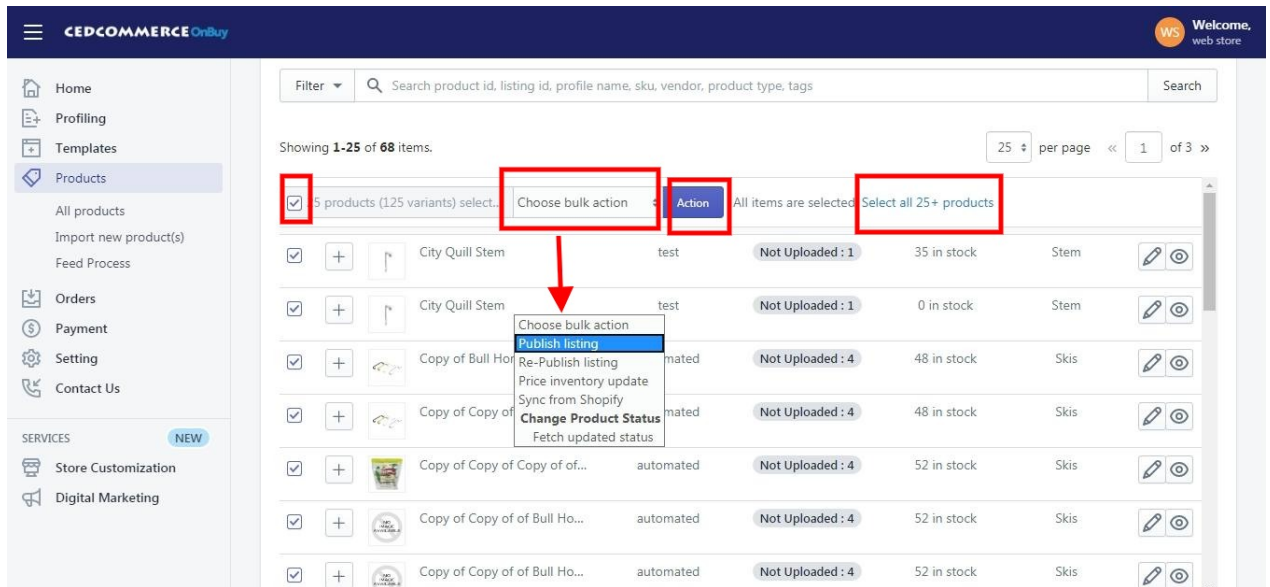 CEDCOMMERCE OnBuy
WS
Welcome,
web store
Home
Profiling
Templates
Products
All products
Import new product(s)
Feed Process
Orders
Payment
Setting
Contact Us
SERVICES NEW
Store Customization
Digital Marketing
Filter Search product id, listing id, profile name, sku, vendor, product type, tags Search
Showing 1-25 of 68 items. 25 per page « 1 of 3 »
5 products (125 variants) select... Choose bulk action Action All items are selected Select all 25+ products
City Quill Stem test Not Uploaded : 1 35 in stock Stem
City Quill Stem test Not Uploaded : 1 0 in stock Stem
Choose bulk action
Publish listing
Re-Publish listing
Price inventory update
Sync from Shopify
Change Product Status
Fetch updated status
Copy of Bull Hor mated Not Uploaded : 4 48 in stock Skis
Copy of Copy of mated Not Uploaded : 4 48 in stock Skis
Copy of Copy of Copy of of... automated Not Uploaded : 4 52 in stock Skis
Copy of Copy of of Bull Ho... automated Not Uploaded : 4 52 in stock Skis
Copy of Copy of of Bull Ho... automated Not Uploaded : 4 52 in stock Skis